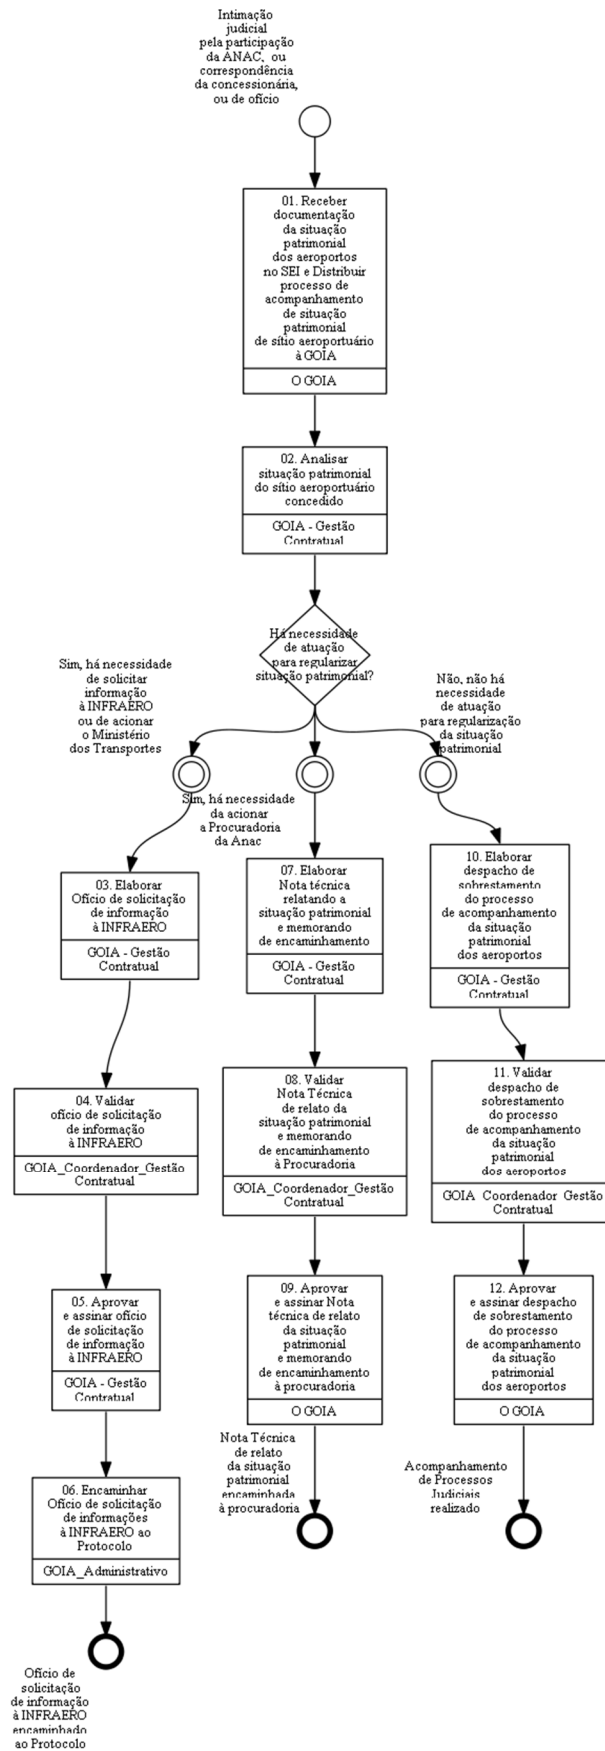 Intimação
judicial
pela participação
da ANAC, ou
correspondência
da concessionária,
ou de ofício
01. Receber
documentação
da situação
patrimonial
dos aeroportos
no SEI e Distribuir
processo de
acompanhamento
de situação
patrimonial
de sítio aeroportuário
à GOIA
O GOIA
02. Analisar
situação patrimonial
do sítio aeroportuário
concedido
GOIA - Gestão
Contratual
Há necessidade
de atuação
para regularizar
situação patrimonial?
Sim, há necessidade
de solicitar
informação
à INFRAERO
ou de acionar
o Ministério
dos Transportes
Sim, há necessidade
da acionar
a Procuradoria
da Anac
Não, não há
necessidade
de atuação
para regularização
da situação
patrimonial
03. Elaborar
Ofício de solicitação
de informação
à INFRAERO
GOIA - Gestão
Contratual
04. Validar
ofício de solicitação
de informação
à INFRAERO
GOIA_Coordenador_Gestão
Contratual
05. Aprovar
e assinar ofício
de solicitação
de informação
à INFRAERO
GOIA - Gestão
Contratual
06. Encaminhar
Ofício de solicitação
de informações
à INFRAERO ao
Protocolo
GOIA_Administrativo
Ofício de
solicitação
de informação
à INFRAERO
encaminhado
ao Protocolo
07. Elaborar
Nota técnica
relatando a
situação patrimonial
e memorando
de encaminhamento
GOIA - Gestão
Contratual
08. Validar
Nota Técnica
de relato da
situação patrimonial
e memorando
de encaminhamento
à Procuradoria
GOIA_Coordenador_Gestão
Contratual
09. Aprovar
e assinar Nota
técnica de relato
da situação
patrimonial
e memorando
de encaminhamento
à procuradoria
O GOIA
Nota Técnica
de relato
da situação
patrimonial
encaminhada
à procuradoria
10. Elaborar
despacho de
sobrestamento
do processo
de acompanhamento
da situação
patrimonial
dos aeroportos
GOIA - Gestão
Contratual
11. Validar
despacho de
sobrestamento
do processo
de acompanhamento
da situação
patrimonial
dos aeroportos
GOIA_Coordenador_Gestão
Contratual
12. Aprovar
e assinar despacho
de sobrestamento
do processo
de acompanhamento
da situação
patrimonial
dos aeroportos
O GOIA
Acompanhamento
de Processos
Judiciais
realizado